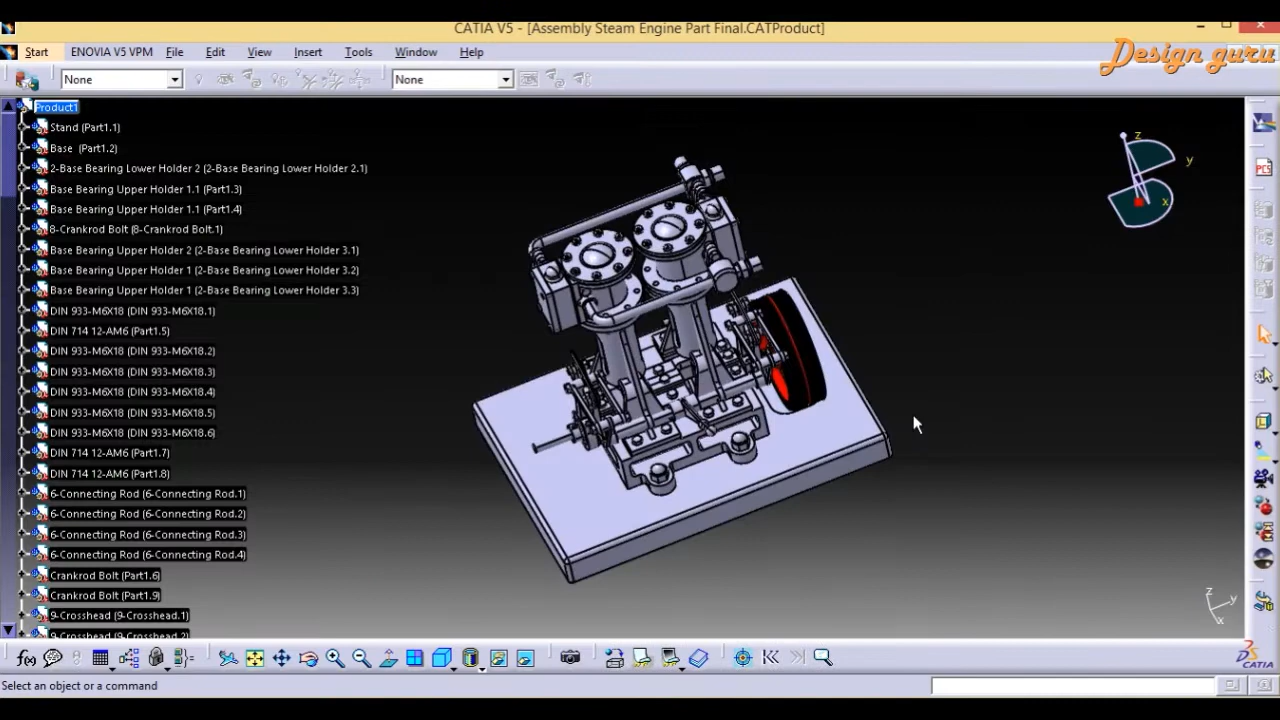 CATIA V5 - [Assembly Steam Engine Part Final.CATProduct]
Start ENOVIA V5 VPM File Edit View Insert Tools Window Help
Design guru
None None
Product1
Stand (Part1.1)
Base (Part1.2)
2-Base Bearing Lower Holder 2 (2-Base Bearing Lower Holder 2.1)
Base Bearing Upper Holder 1.1 (Part1.3)
Base Bearing Upper Holder 1.1 (Part1.4)
8-Crankrod Bolt (8-Crankrod Bolt.1)
Base Bearing Upper Holder 2 (2-Base Bearing Lower Holder 3.1)
Base Bearing Upper Holder 1 (2-Base Bearing Lower Holder 3.2)
Base Bearing Upper Holder 1 (2-Base Bearing Lower Holder 3.3)
DIN 933-M6X18 (DIN 933-M6X18.1)
DIN 714 12-AM6 (Part1.5)
DIN 933-M6X18 (DIN 933-M6X18.2)
DIN 933-M6X18 (DIN 933-M6X18.3)
DIN 933-M6X18 (DIN 933-M6X18.4)
DIN 933-M6X18 (DIN 933-M6X18.5)
DIN 933-M6X18 (DIN 933-M6X18.6)
DIN 714 12-AM6 (Part1.7)
DIN 714 12-AM6 (Part1.8)
6-Connecting Rod (6-Connecting Rod.1)
6-Connecting Rod (6-Connecting Rod.2)
6-Connecting Rod (6-Connecting Rod.3)
6-Connecting Rod (6-Connecting Rod.4)
Crankrod Bolt (Part1.6)
Crankrod Bolt (Part1.9)
9-Crosshead (9-Crosshead.1)
9-Crosshead (9-Crosshead.2)
z
y
x
PCS
z
y
x
f(x)
CATIA
Select an object or a command